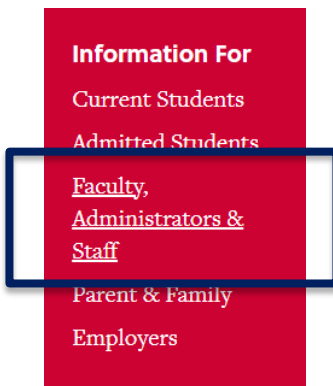 Information For
Current Students
Admitted Students
Faculty,
Administrators &
Staff
Parent & Family
Employers